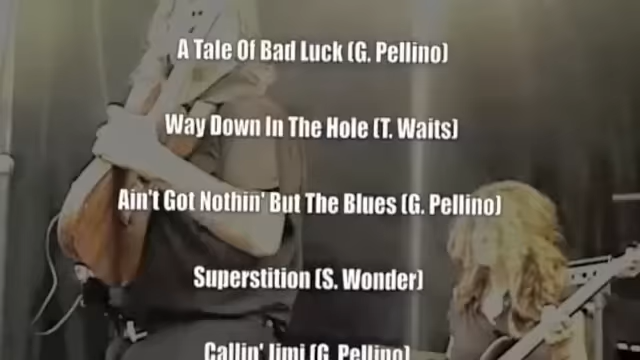 A Tale Of Bad Luck (G. Pellino)
Way Down In The Hole (T. Waits)
Ain't Got Nothin' But The Blues (G. Pellino)
Superstition (S. Wonder)
Callin' Jimi (G. Pellino)